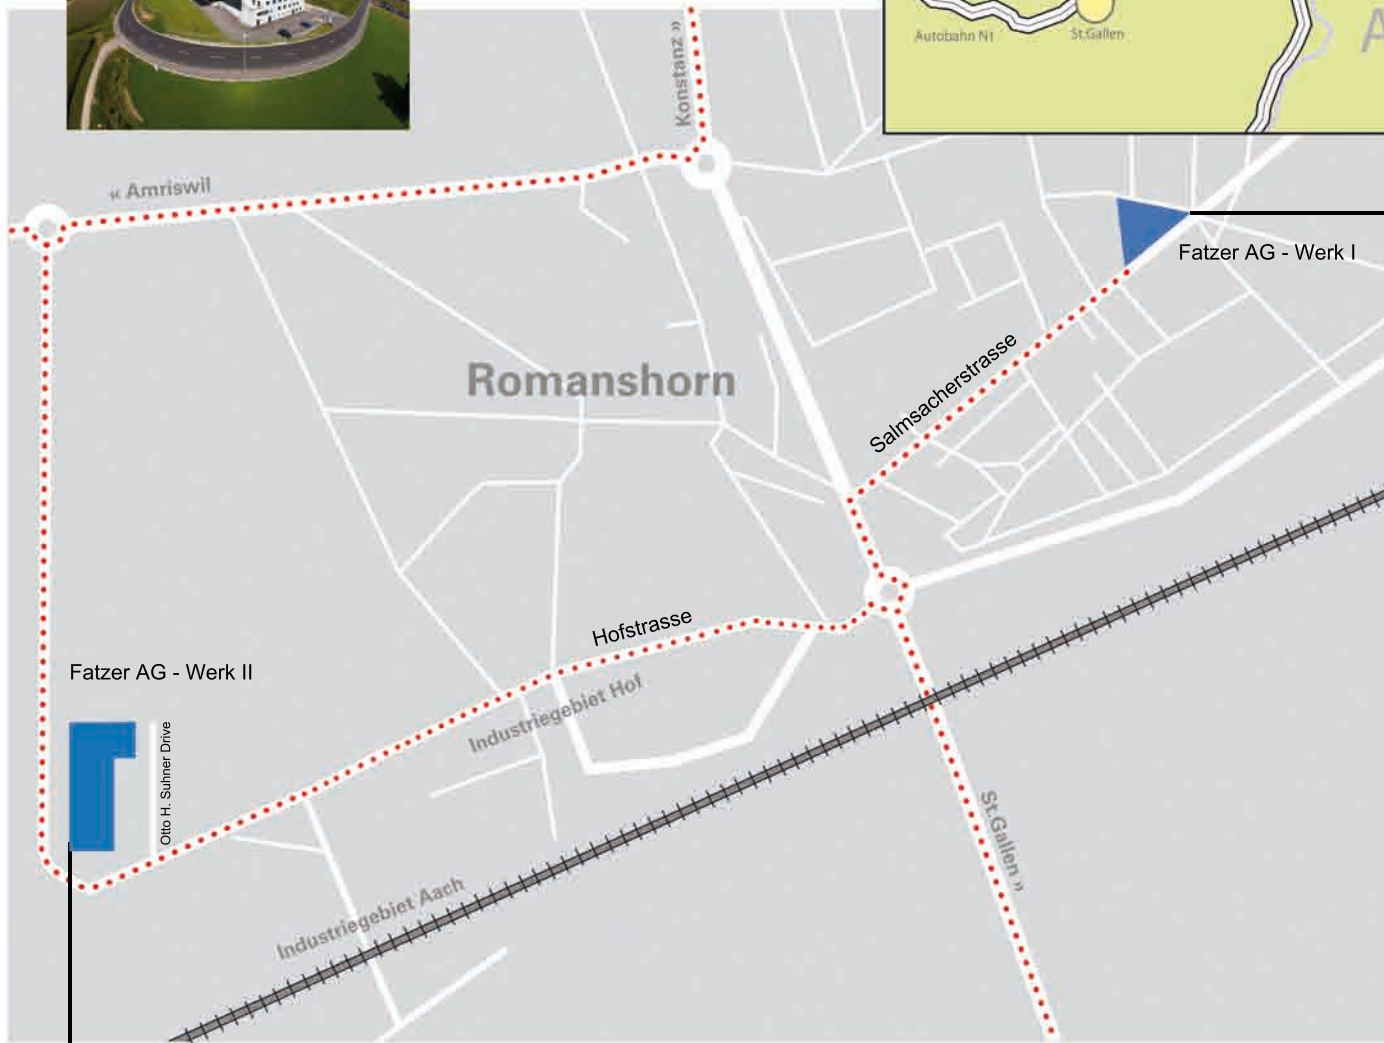 Autobahn N1
St.Gallen
A
Konstanz »
« Amriswil
Fatzer AG - Werk I
Romanshorn
Salmsacherstrasse
Hofstrasse
Fatzer AG - Werk II
Industriegebiet Hof
Otto H. Suhner Drive
St.Gallen »
Industriegebiet Aach